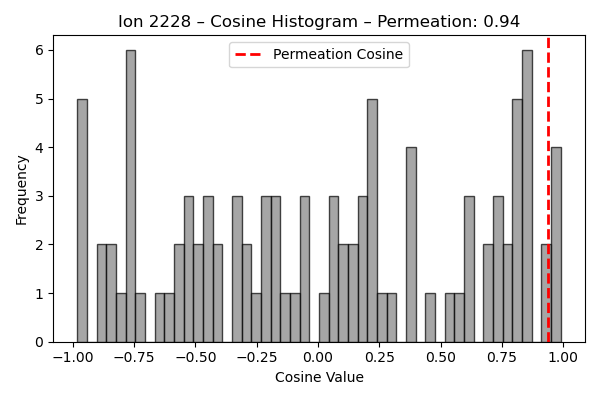 Ion 2228 – Cosine Histogram – Permeation: 0.94
Permeation Cosine
Frequency
6
5
4
3
2
1
0
−1.00 −0.75 −0.50 −0.25 0.00 0.25 0.50 0.75 1.00
Cosine Value